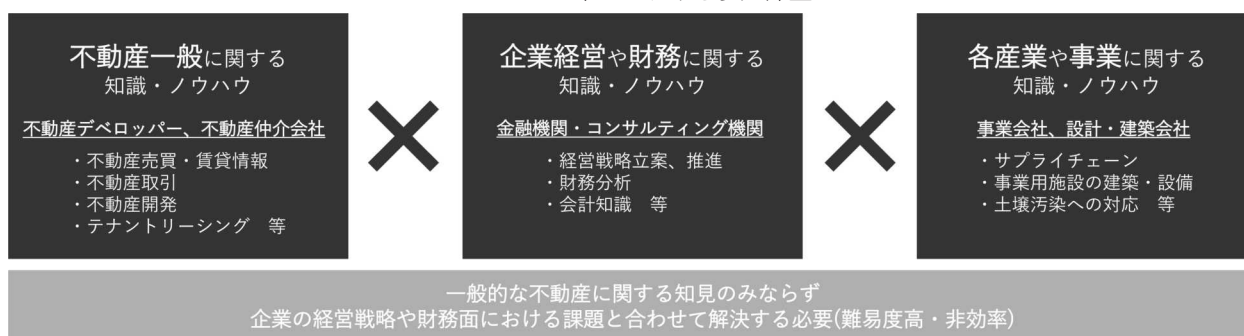 不動産一般に関する
知識・ノウハウ
不動産デベロッパー、不動産仲介会社
・不動産売買・賃貸情報
・不動産取引
・不動産開発
・テナントリーシング　等
企業経営や財務に関する
知識・ノウハウ
金融機関・コンサルティング機関
・経営戦略立案、推進
・財務分析
・会計知識　等
各産業や事業に関する
知識・ノウハウ
事業会社、設計・建築会社
・サプライチェーン
・事業用施設の建築・設備
・土壌汚染への対応　等
一般的な不動産に関する知見のみならず
企業の経営戦略や財務面における課題と合わせて解決する必要(難易度高・非効率)